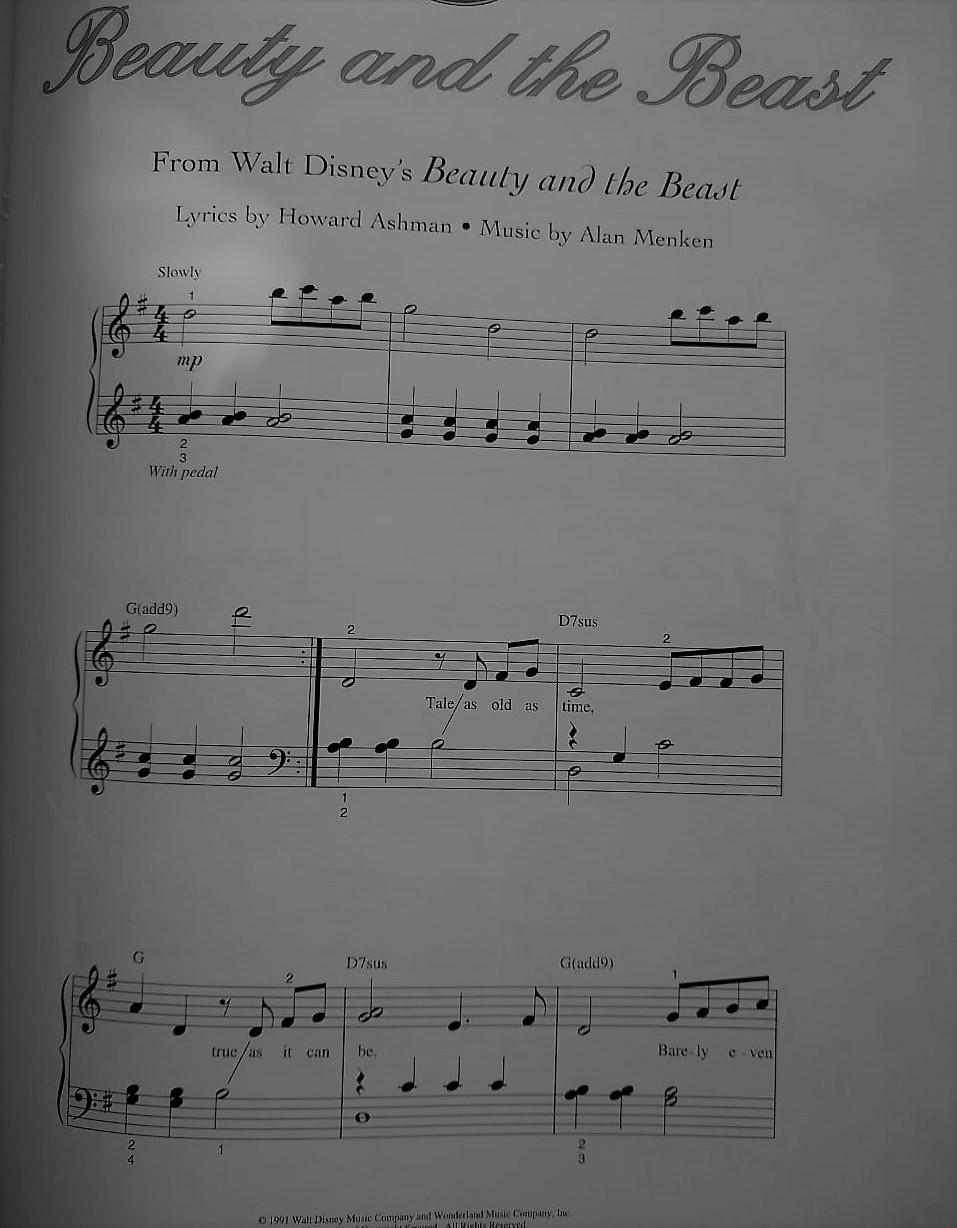 Beauty and the Beast
From Walt Disney's Beauty and the Beast
Lyrics by Howard Ashman • Music by Alan Menken
Slowly
1
4
4
mp
4
4
2
3
With pedal
G(add9) D7sus
2 2
Tale as old as time,
1
2
G D7sus G(add9)
2 1
true as it can be. Bare - ly e - ven
2 1 2
4 3
© 1991 Walt Disney Music Company and Wonderland Music Company, Inc.
All Rights Reserved